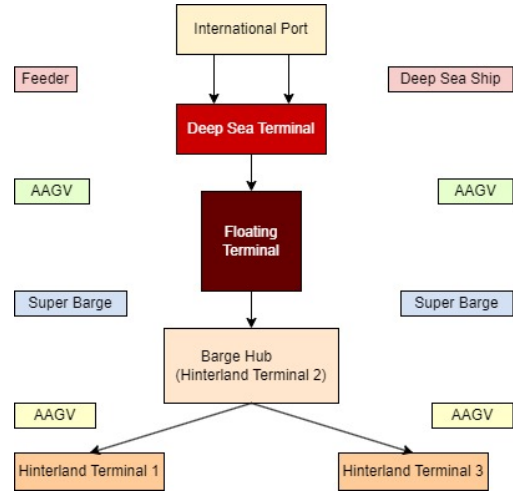 International Port
Feeder
Deep Sea Ship
Deep Sea Terminal
AAGV
AAGV
Floating
Terminal
Super Barge
Super Barge
Barge Hub
(Hinterland Terminal 2)
AAGV
AAGV
Hinterland Terminal 1
Hinterland Terminal 3